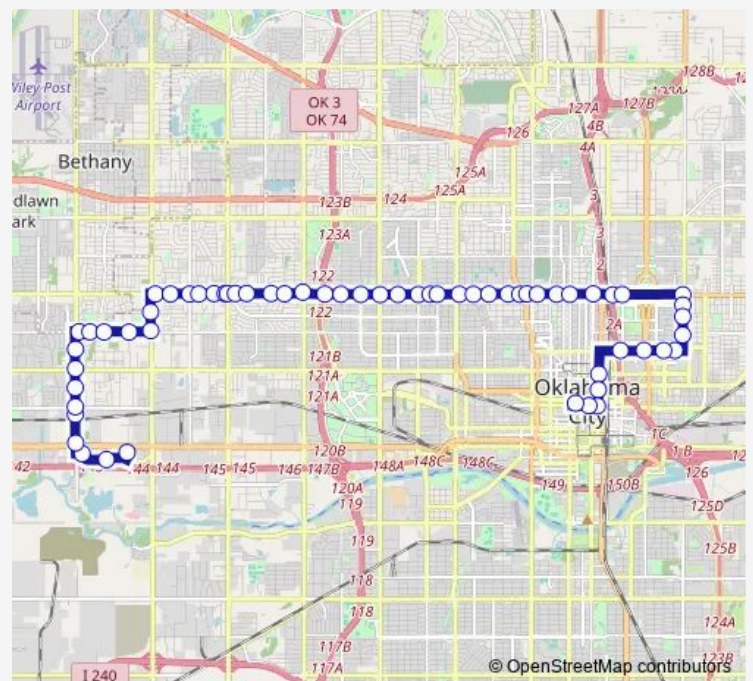 128B
Wiley Post
Airport
OK 3
OK 74
127A
127B
4B
126
4A
Bethany
125A
125A
123B
124
3
dlawn
ark
123A
3
2
122
122
2A
121B
121A
121A
Oklahoma
City
1C
120B
1B
42
44
144
145
145
146
147B
148A
148C
148C
126
120A
149
150B
119
125D
119
125B
118
118
124A
117B
123B
I 240
117A
© OpenStreetMap contributors